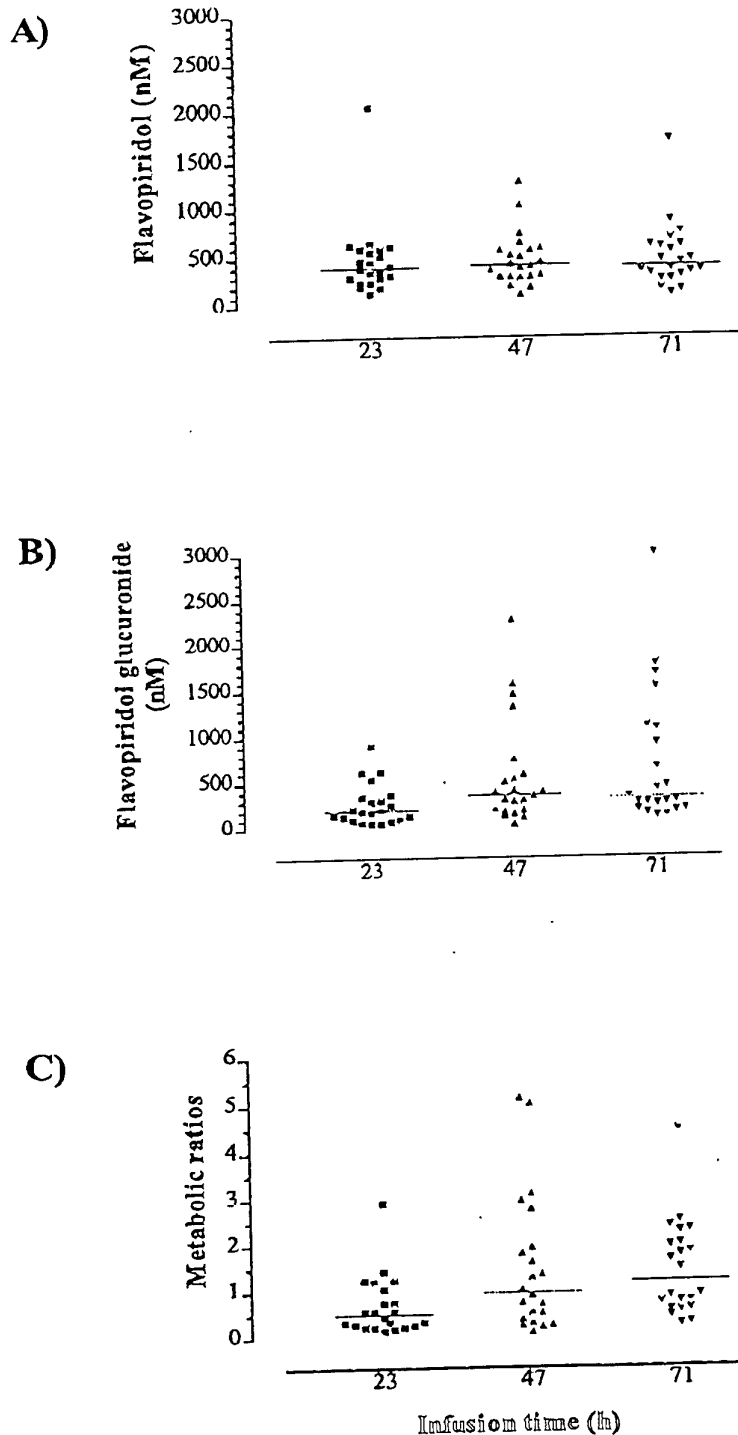 A)
Flavopiridol (nM)
3000
2500
2000
1500
1000
500
0
23 47 71
B)
Flavopiridol glucuronide
(nM)
3000
2500
2000
1500
1000
500
0
23 47 71
C)
Metabolic ratios
6
5
4
3
2
1
0
23 47 71
Infusion time (h)